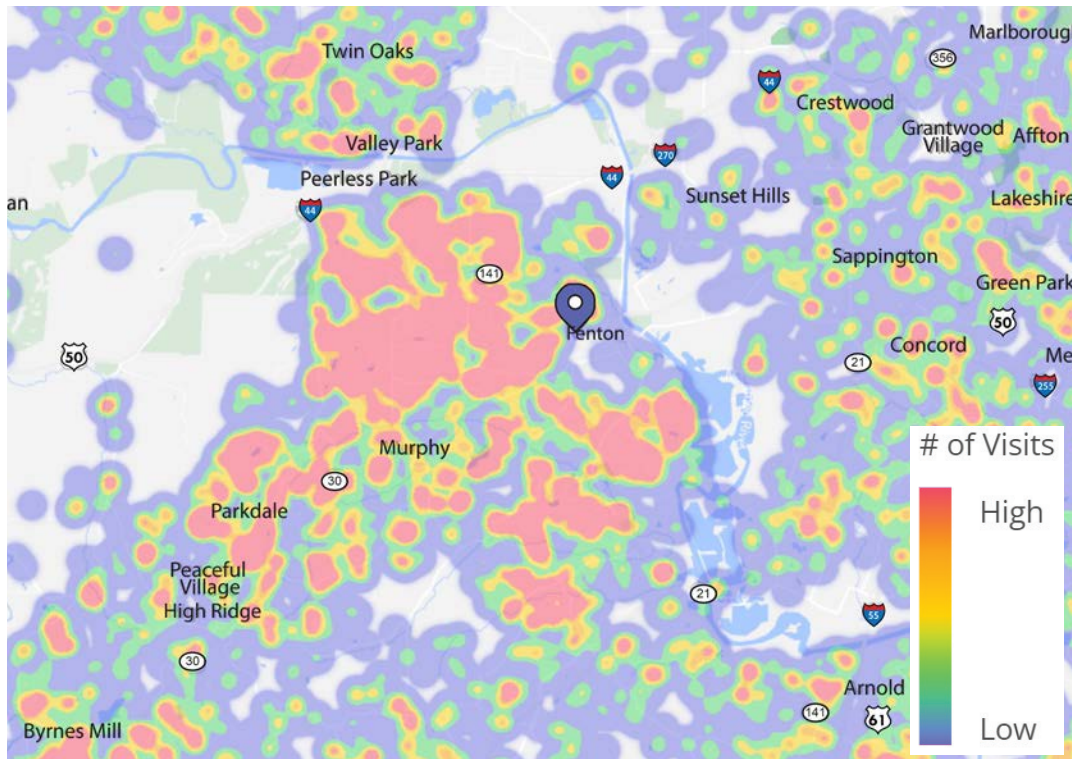 Marlboroug
Twin Oaks
356
44
Crestwood
Grantwood
Village
Affton
Valley Park
270
44
Peerless Park
Sunset Hills
Lakeshire
an
44
141
Sappington
Green Park
Fenton
50
50
Concord
Me
21
255
Murphy
30
Parkdale
Peaceful
Village
High Ridge
21
55
30
Arnold
141
61
Byrnes Mill
# of Visits
High
Low